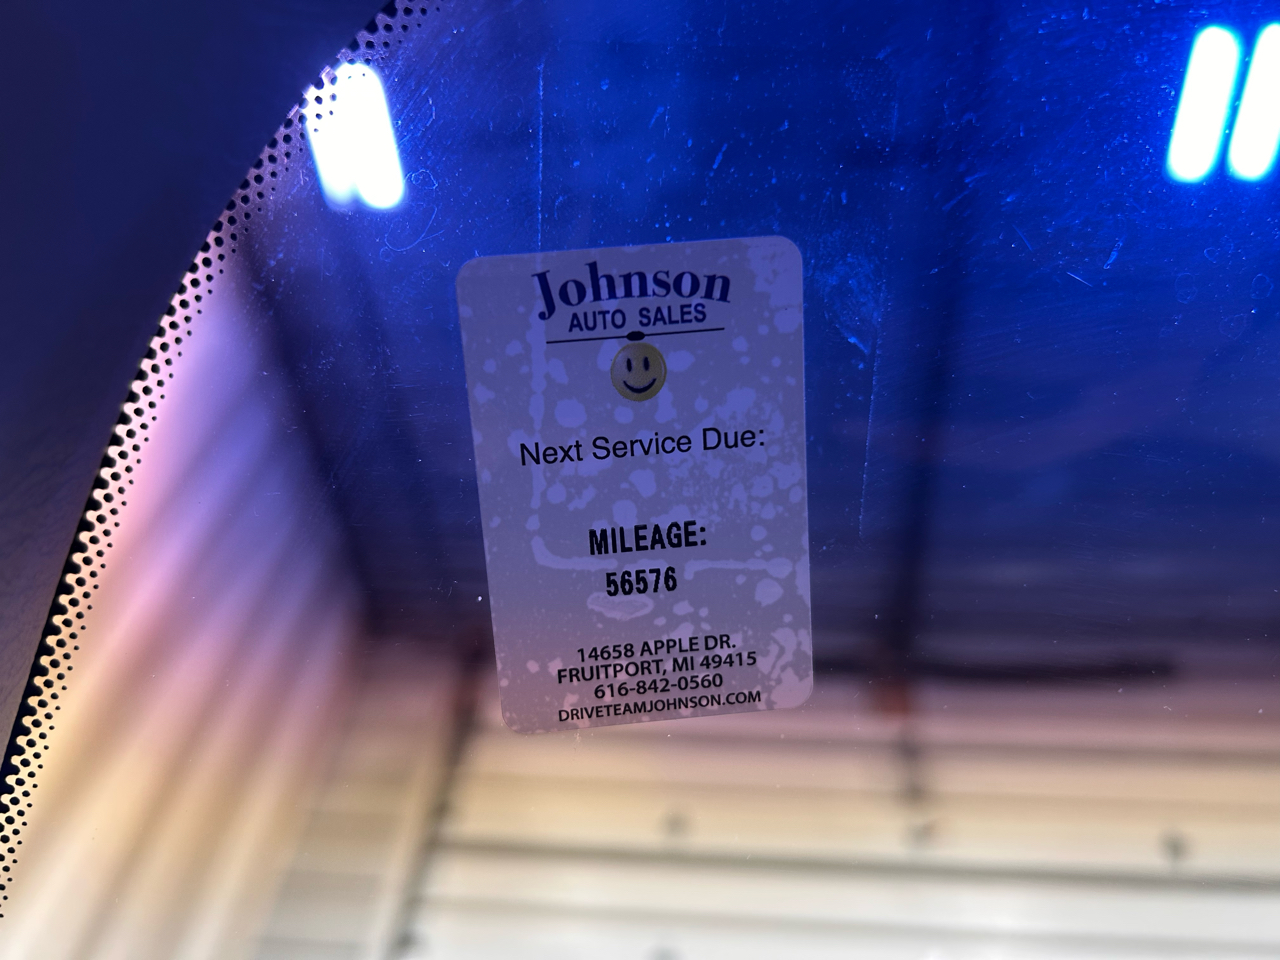 Johnson
AUTO SALES
Next Service Due:
MILEAGE:
56576
14658 APPLE DR.
FRUITPORT, MI 49415
616-842-0560
DRIVETEAMJOHNSON.COM